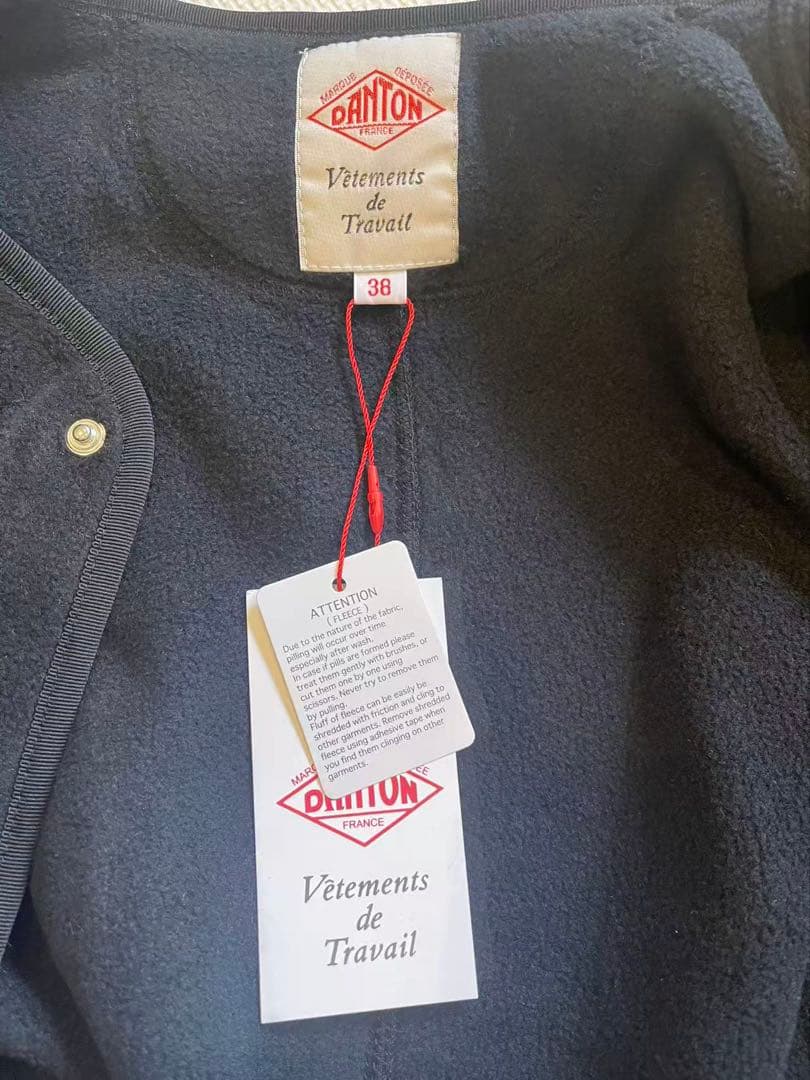 MARQUE DÉPOSÉE
DANTON
FRANCE
Vêtements
de
Travail
38
ATTENTION
( FLEECE )
Due to the nature of the fabric,
pilling will occur over time
especially after wash.
In case if pills are formed please
treat them gently with brushes, or
cut them one by one using
scissors. Never try to remove them
by pulling.
Fluff of fleece can be easily be
shredded with friction and cling to
other garments. Remove shredded
fleece using adhesive tape when
you find them clinging on other
garments.
DANTON
FRANCE
Vêtements
de
Travail